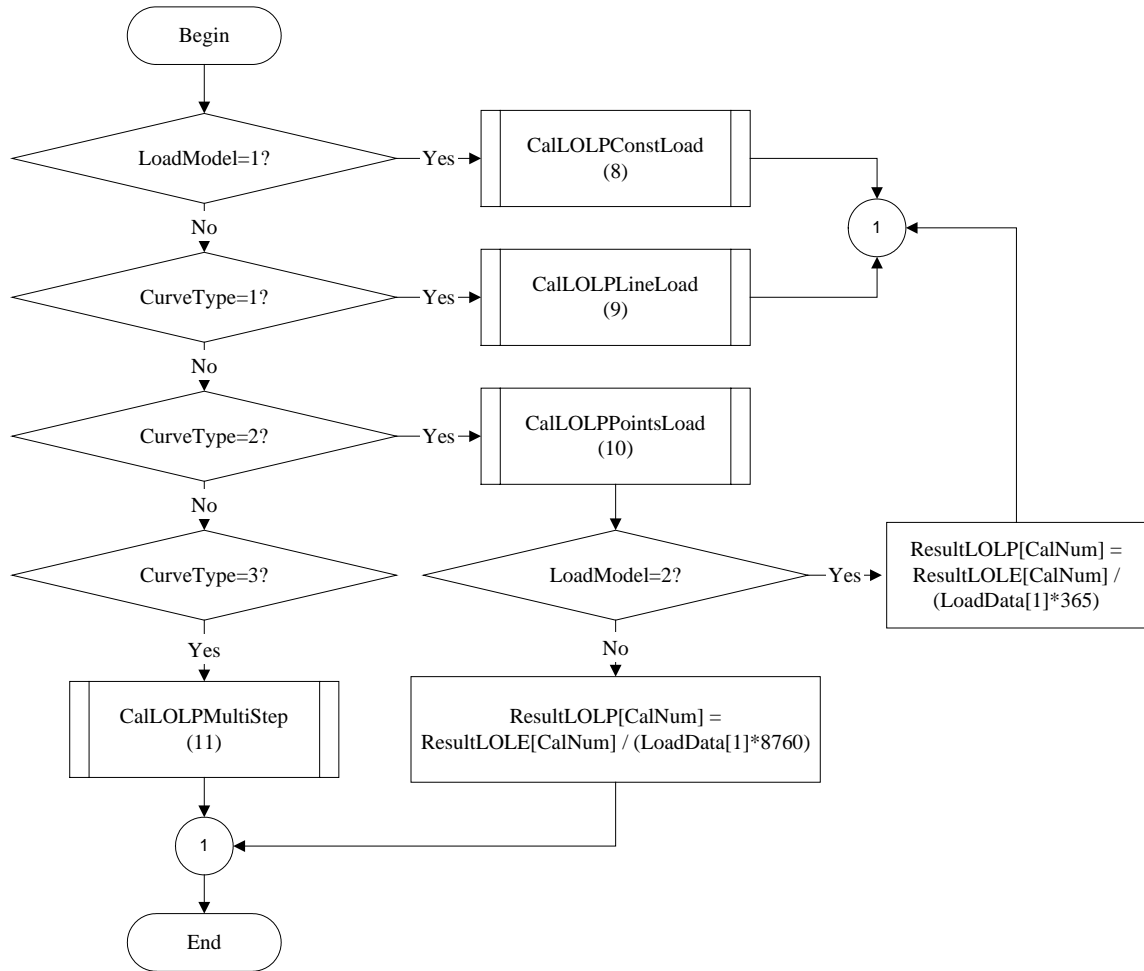 Begin
LoadModel=1?
Yes
CalLOLPConstLoad
(8)
1
No
CurveType=1?
Yes
CalLOLPLineLoad
(9)
No
CurveType=2?
Yes
CalLOLPPointsLoad
(10)
No
CurveType=3?
LoadModel=2?
Yes
ResultLOLP[CalNum] =
ResultLOLE[CalNum] /
(LoadData[1]*365)
Yes
No
CalLOLPMultiStep
(11)
ResultLOLP[CalNum] =
ResultLOLE[CalNum] / (LoadData[1]*8760)
1
End